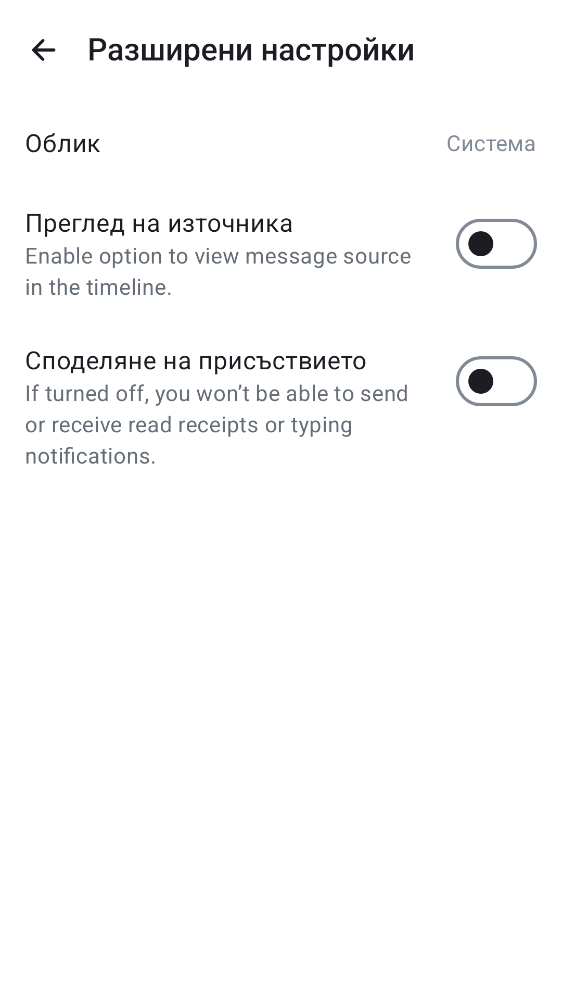 Разширени настройки
Облик
Система
Преглед на източника
Enable option to view message source
in the timeline.
Споделяне на присъствието
If turned off, you won’t be able to send
or receive read receipts or typing
notifications.